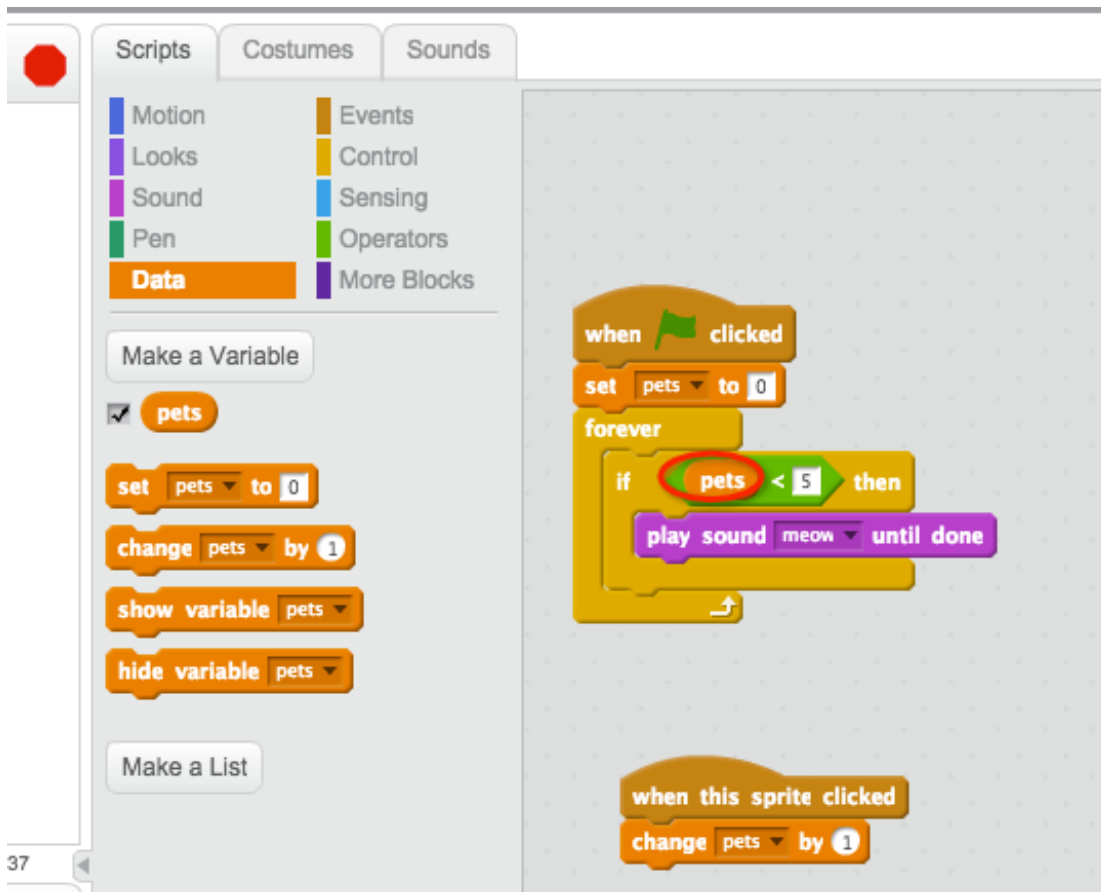 Scripts Costumes Sounds
Motion Events
Looks Control
Sound Sensing
Pen Operators
Data More Blocks
Make a Variable
pets
set pets to 0
change pets by 1
show variable pets
hide variable pets
Make a List
when clicked
set pets to 0
forever
if pets < 5 then
play sound meow until done
when this sprite clicked
change pets by 1
37